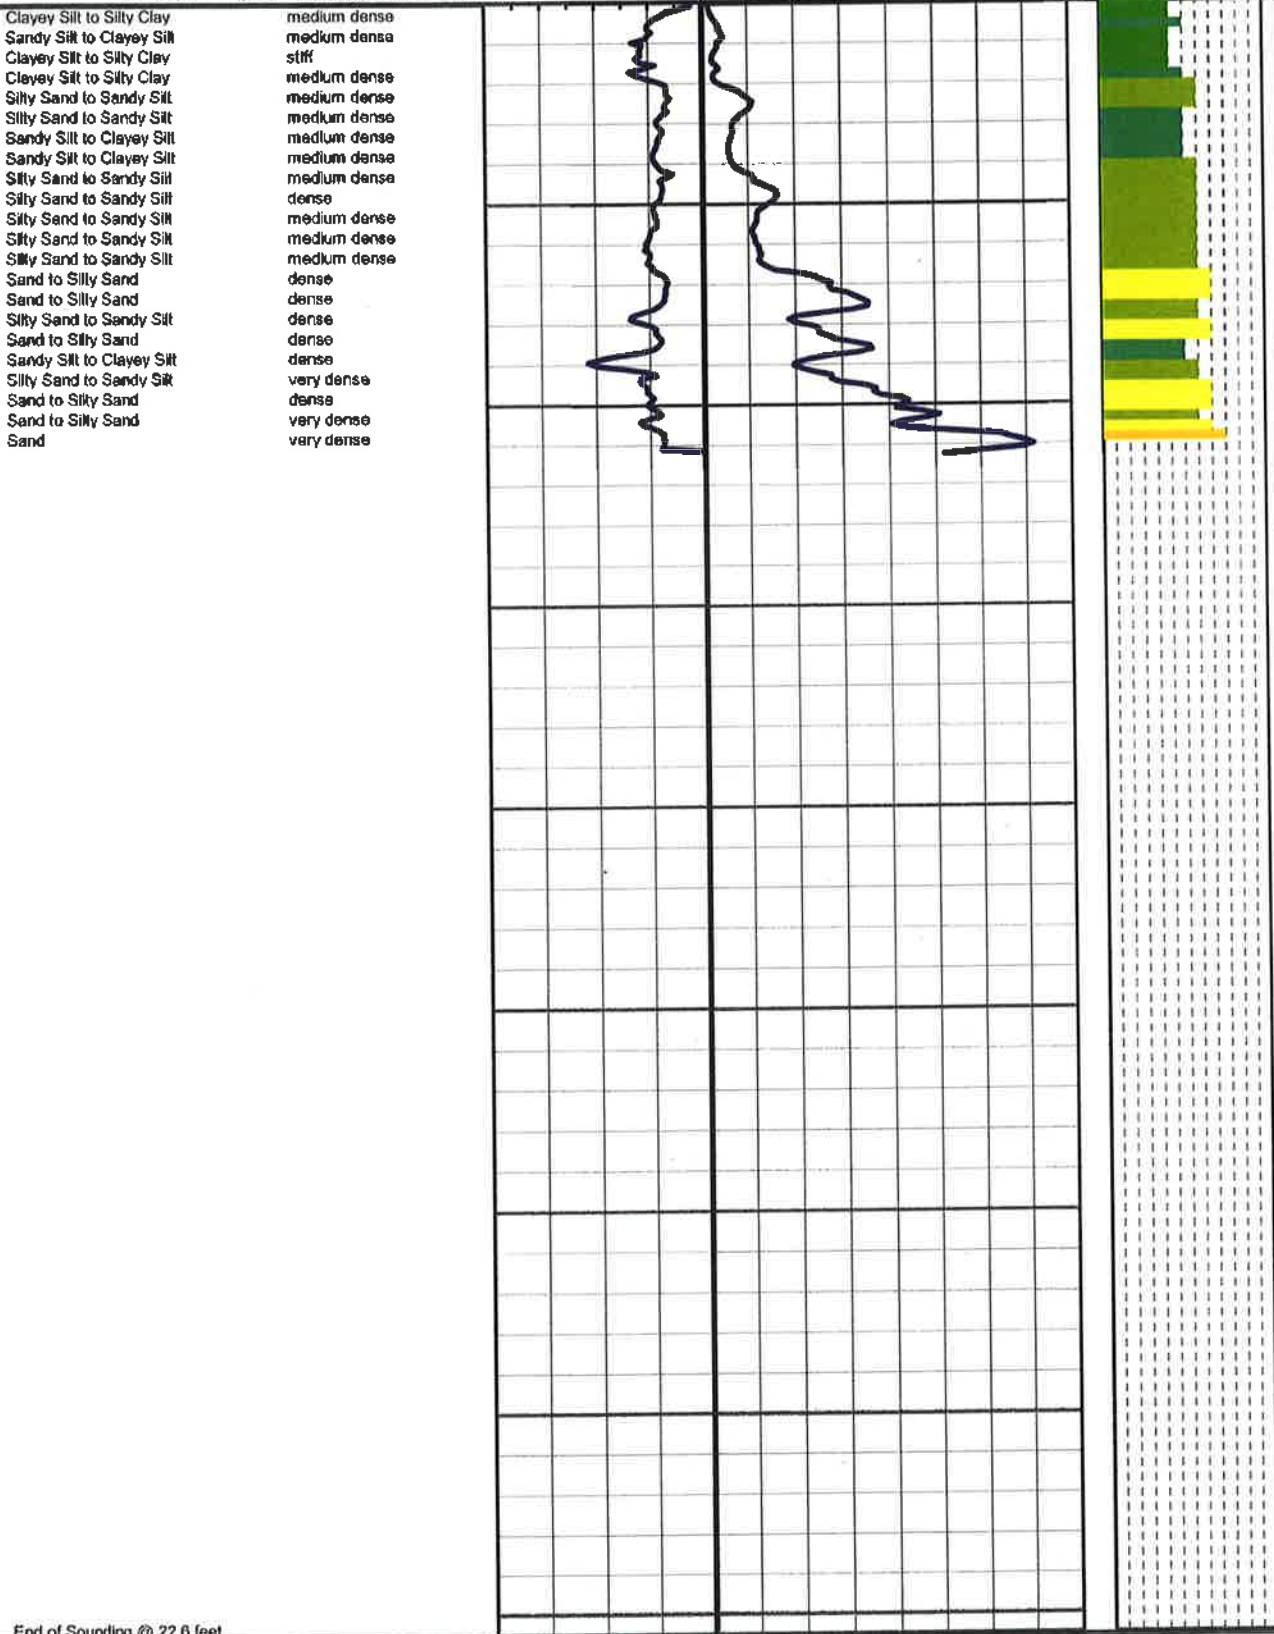 Clayey Silt to Silty Clay medium dense
Sandy Silt to Clayey Silt medium dense
Clayey Silt to Silty Clay stiff
Clayey Silt to Silty Clay medium dense
Silty Sand to Sandy Silt medium dense
Silty Sand to Sandy Silt medium dense
Sandy Silt to Clayey Silt medium dense
Sandy Silt to Clayey Silt medium dense
Silty Sand to Sandy Silt medium dense
Silty Sand to Sandy Silt dense
Silty Sand to Sandy Silt medium dense
Silty Sand to Sandy Silt medium dense
Silty Sand to Sandy Silt medium dense
Sand to Silty Sand dense
Sand to Silty Sand dense
Silty Sand to Sandy Silt dense
Sand to Silty Sand dense
Sandy Silt to Clayey Silt dense
Silty Sand to Sandy Silt very dense
Sand to Silty Sand dense
Sand to Silty Sand very dense
Sand very dense
End of Sounding @ 22.6 feet